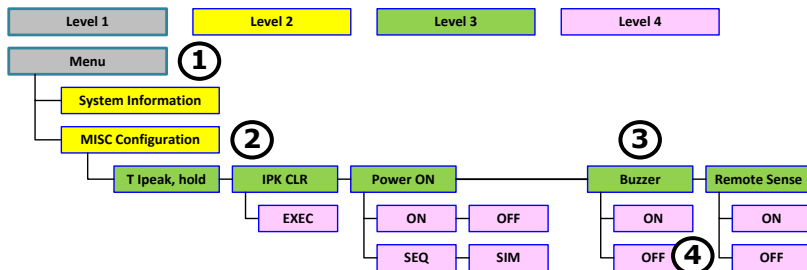 Level 1 Level 2 Level 3 Level 4
Menu 1
System Information
MISC Configuration 2 3
T Ipeak, hold IPK CLR Power ON Buzzer Remote Sense
EXEC ON OFF ON ON
SEQ SIM OFF 4 OFF